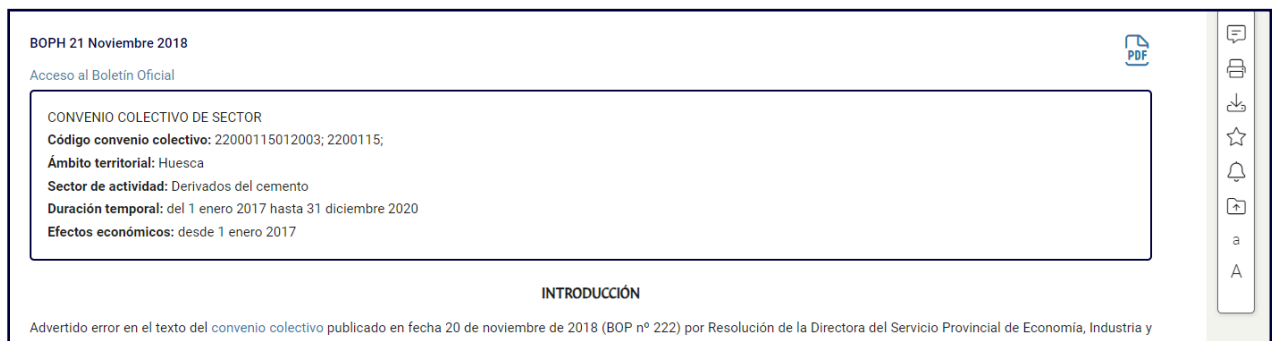 BOPH 21 Noviembre 2018
PDF
Acceso al Boletín Oficial
CONVENIO COLECTIVO DE SECTOR
Código convenio colectivo: 22000115012003; 2200115;
Ámbito territorial: Huesca
Sector de actividad: Derivados del cemento
Duración temporal: del 1 enero 2017 hasta 31 diciembre 2020
Efectos económicos: desde 1 enero 2017
a
A
INTRODUCCIÓN
Advertido error en el texto del convenio colectivo publicado en fecha 20 de noviembre de 2018 (BOP nº 222) por Resolución de la Directora del Servicio Provincial de Economía, Industria y